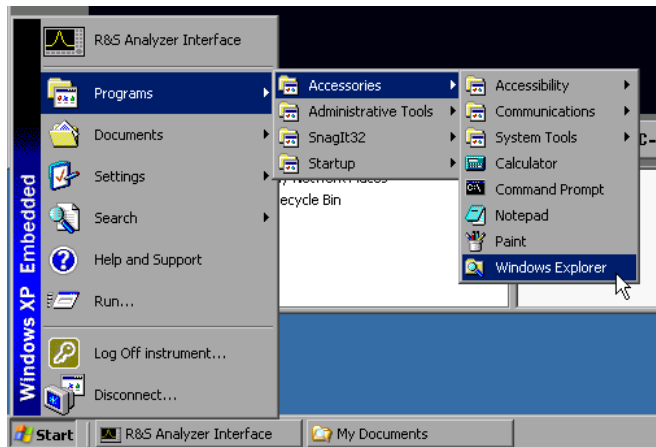 R&S Analyzer Interface
Programs
Documents
Settings
Search
Help and Support
Run...
Log Off instrument...
Disconnect...
Windows XP Embedded
Accessories
Administrative Tools
SnagIt32
Startup
Accessibility
Communications
System Tools
Calculator
Command Prompt
Notepad
Paint
Windows Explorer
ecycle Bin
Start
R&S Analyzer Interface
My Documents